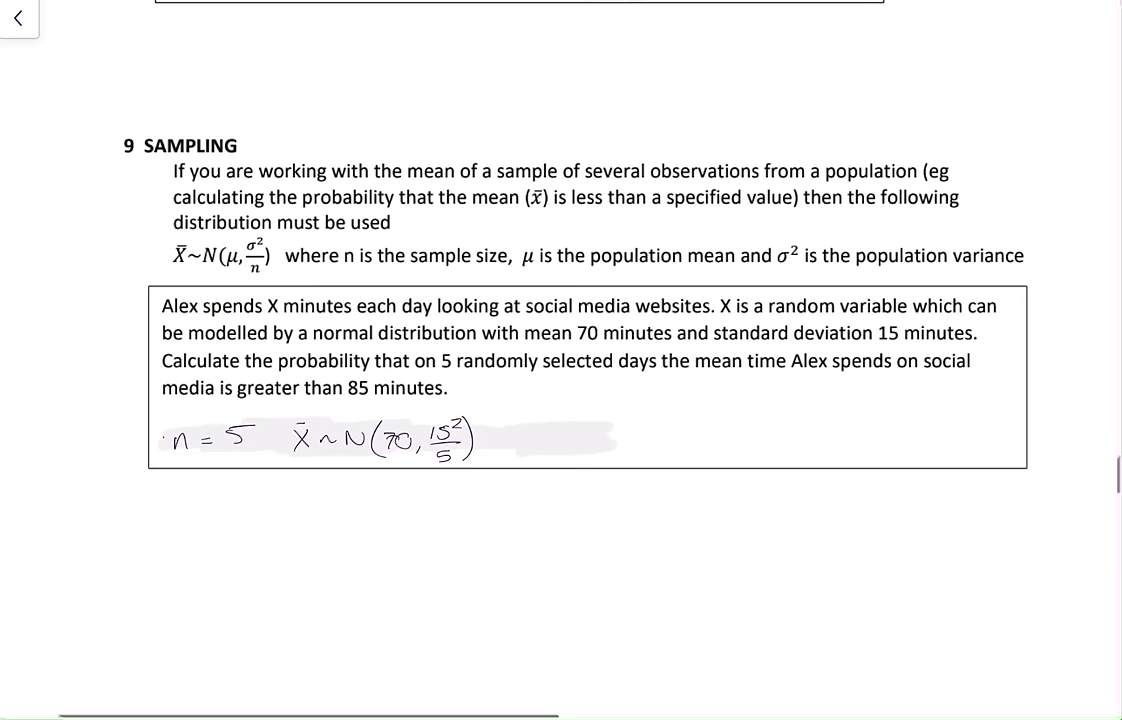 9 SAMPLING
If you are working with the mean of a sample of several observations from a population (eg
calculating the probability that the mean (x̄) is less than a specified value) then the following
distribution must be used
X̄~N(μ, σ²/n) where n is the sample size, μ is the population mean and σ² is the population variance
Alex spends X minutes each day looking at social media websites. X is a random variable which can
be modelled by a normal distribution with mean 70 minutes and standard deviation 15 minutes.
Calculate the probability that on 5 randomly selected days the mean time Alex spends on social
media is greater than 85 minutes.
n = 5 X̄ ~ N(70, 15²/5)